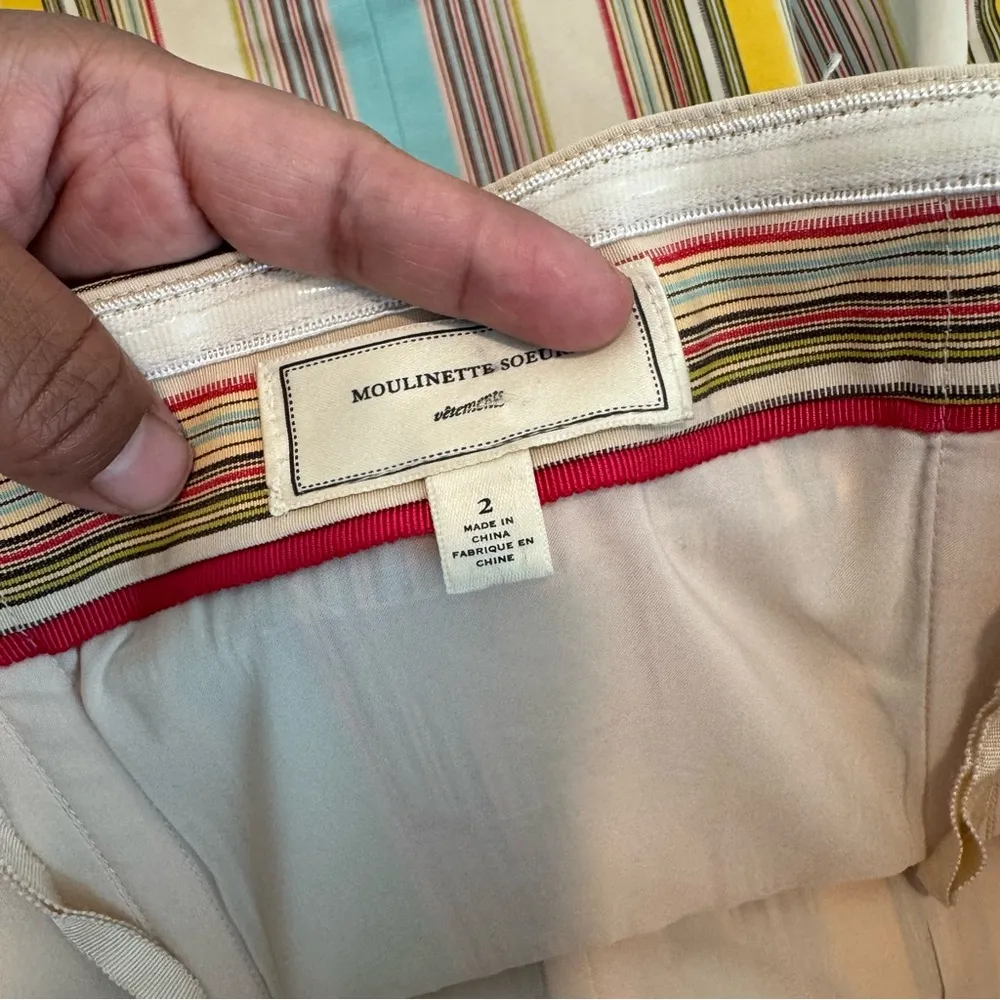 MOULINETTE SOEUR
vêtements
2
MADE IN
CHINA
FABRIQUE EN
CHINE